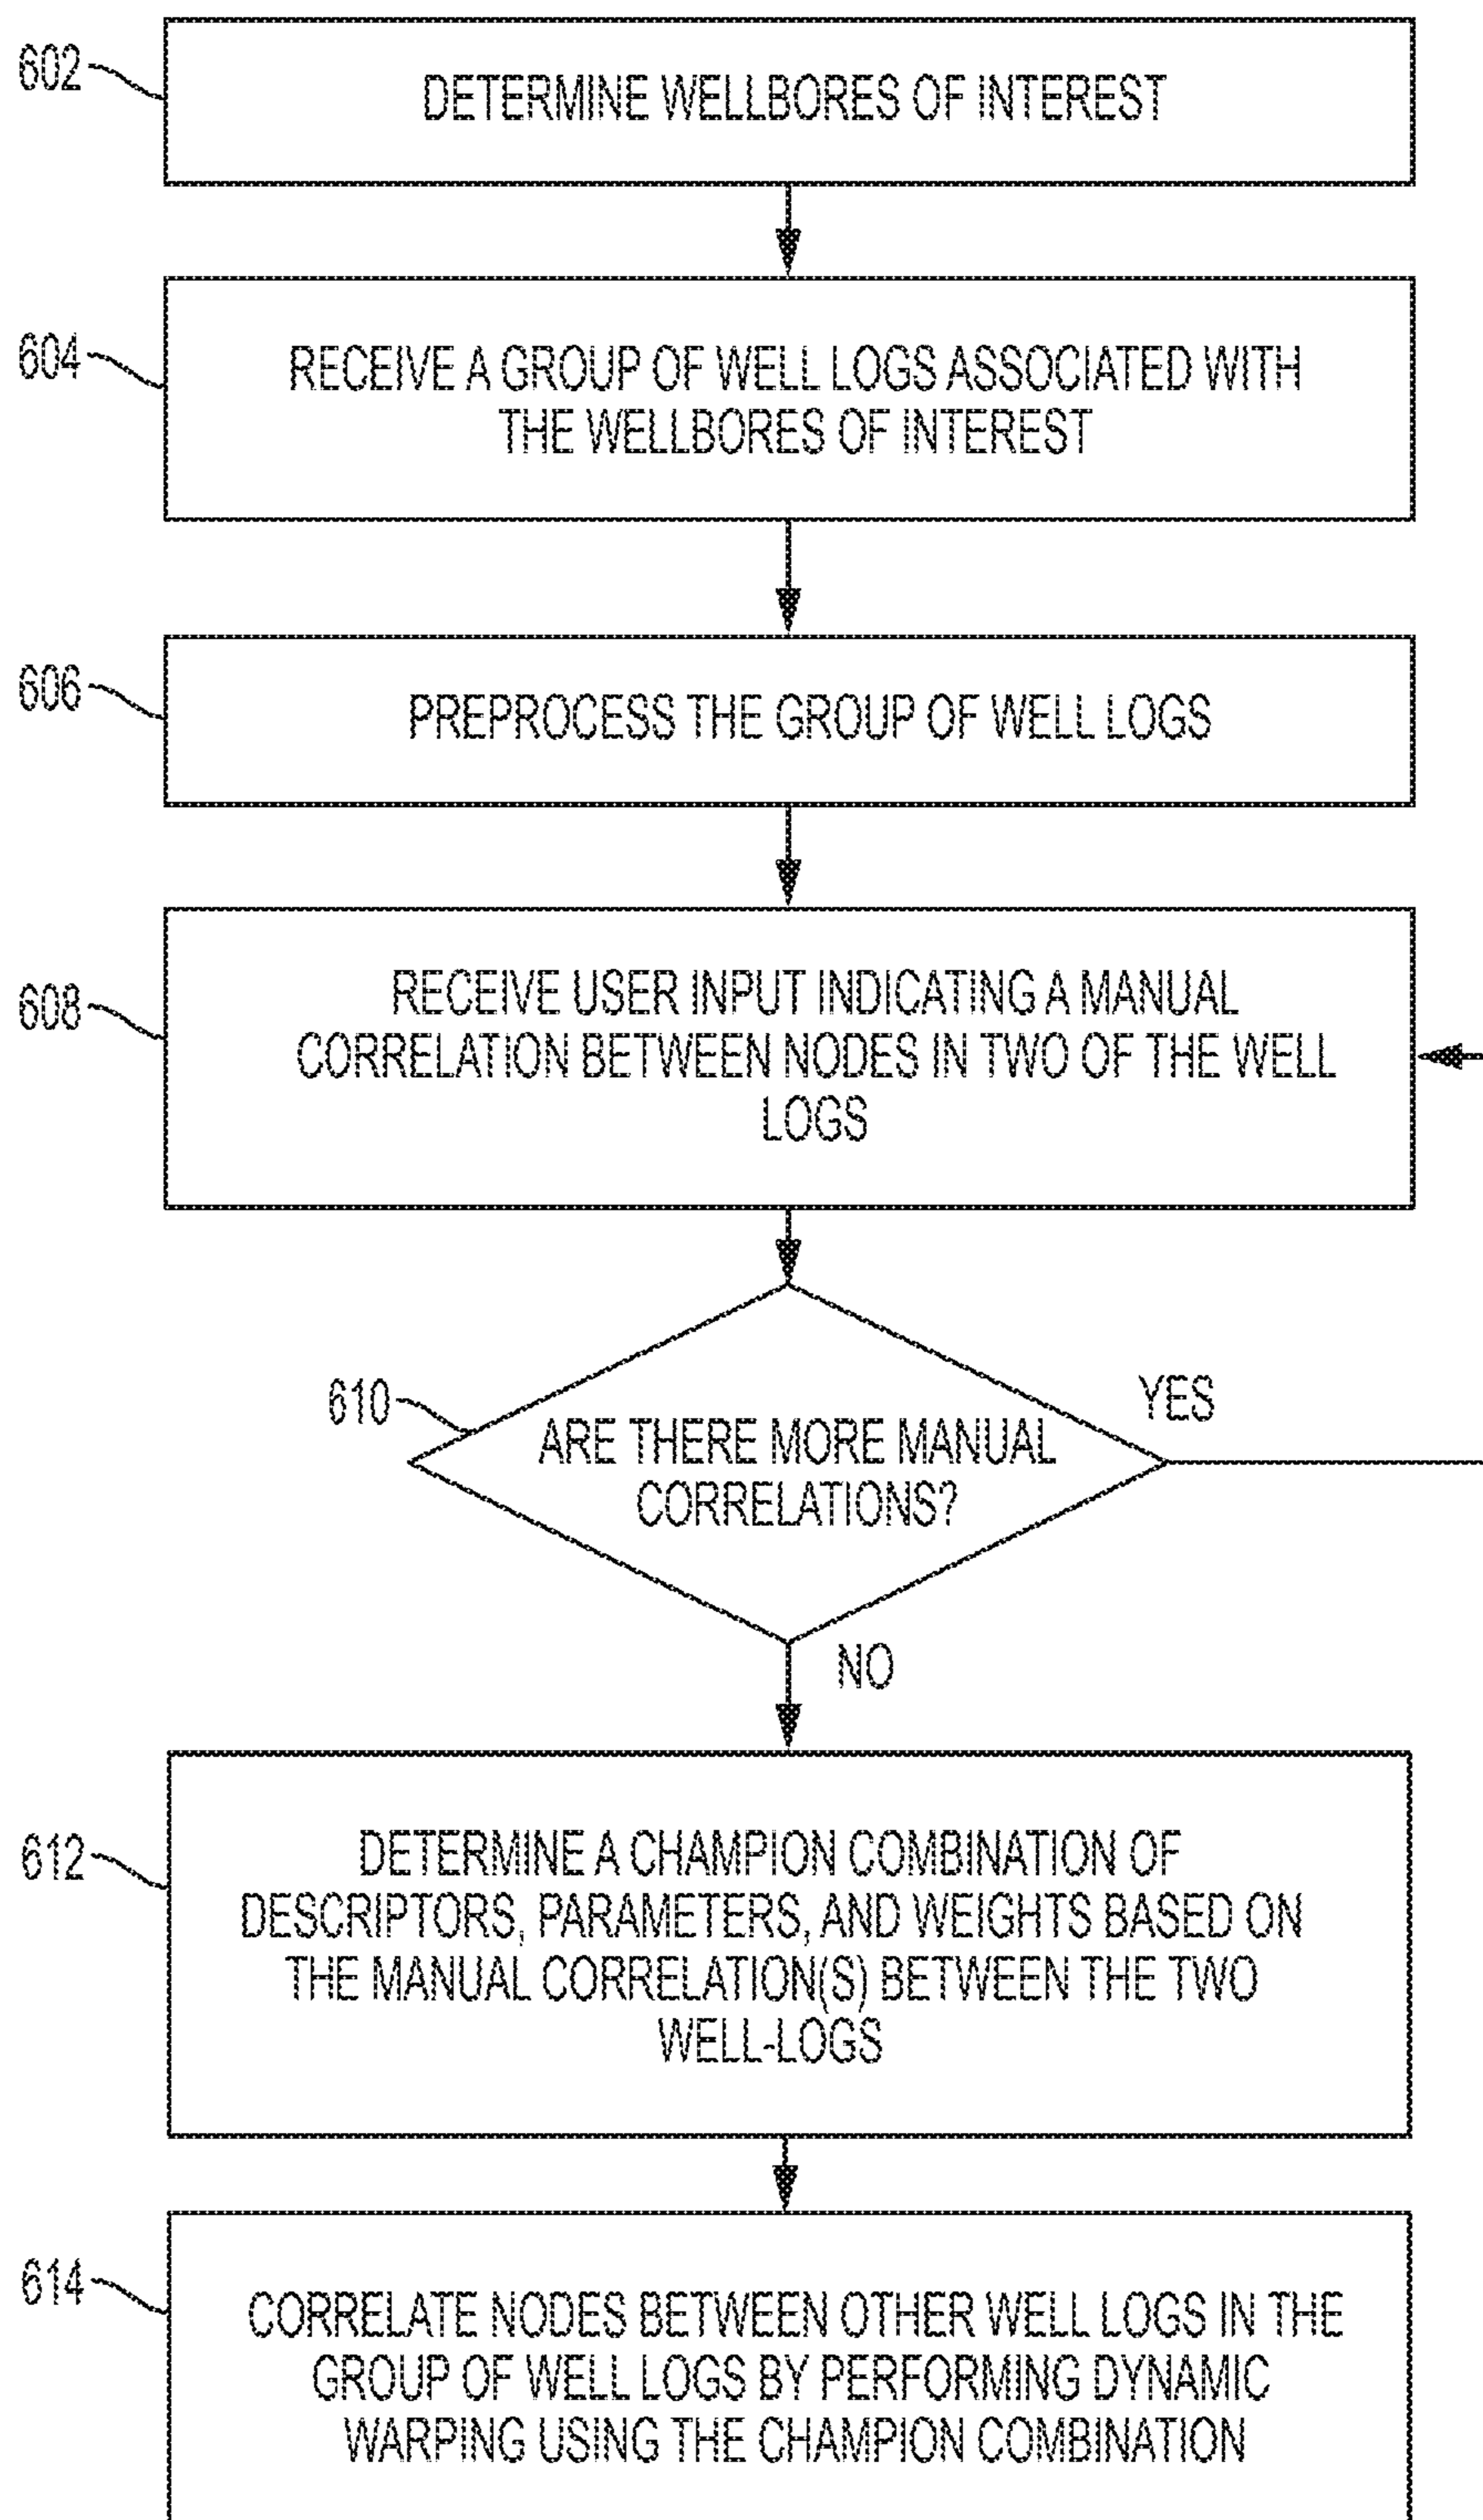 602
DETERMINE WELLBORES OF INTEREST
604
RECEIVE A GROUP OF WELL LOGS ASSOCIATED WITH
THE WELLBORES OF INTEREST
606
PREPROCESS THE GROUP OF WELL LOGS
608
RECEIVE USER INPUT INDICATING A MANUAL
CORRELATION BETWEEN NODES IN TWO OF THE WELL
LOGS
610
ARE THERE MORE MANUAL
CORRELATIONS?
YES
NO
612
DETERMINE A CHAMPION COMBINATION OF
DESCRIPTORS, PARAMETERS, AND WEIGHTS BASED ON
THE MANUAL CORRELATION(S) BETWEEN THE TWO
WELL-LOGS
614
CORRELATE NODES BETWEEN OTHER WELL LOGS IN THE
GROUP OF WELL LOGS BY PERFORMING DYNAMIC
WARPING USING THE CHAMPION COMBINATION